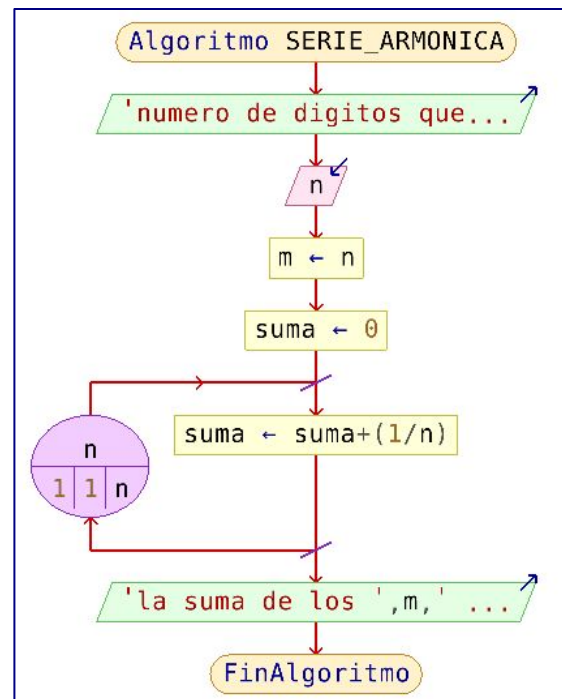 Algoritmo SERIE_ARMONICA
'numero de digitos que...
n
m ← n
suma ← 0
suma ← suma+(1/n)
n
1 1 n
'la suma de los ',m,' ...
FinAlgoritmo